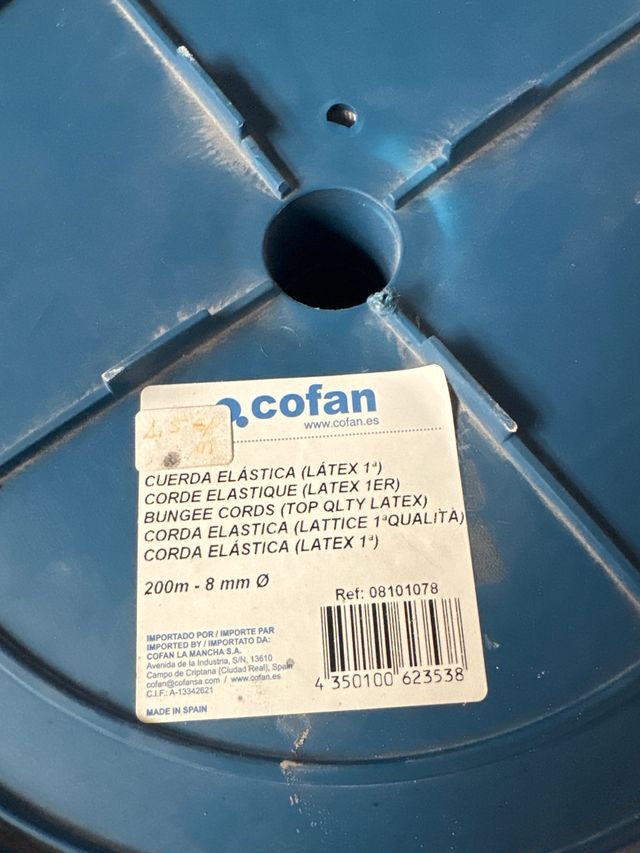 cofan
www.cofan.es
CUERDA ELÁSTICA (LÁTEX 1ª)
CORDE ELASTIQUE (LATEX 1ER)
BUNGEE CORDS (TOP QLTY LATEX)
CORDA ELASTICA (LATTICE 1ªQUALITÀ)
CORDA ELÁSTICA (LATEX 1ª)
200m - 8 mm Ø
Ref: 08101078
IMPORTADO POR / IMPORTE PAR
IMPORTED BY / IMPORTATO DA:
COFAN LA MANCHA S.A.
Avenida de la Industria, S/N, 13610
Campo de Criptana (Ciudad Real), Spain
cofan@cofansa.com / www.cofan.es
C.I.F.: A-13342621
MADE IN SPAIN
4 350100 623538